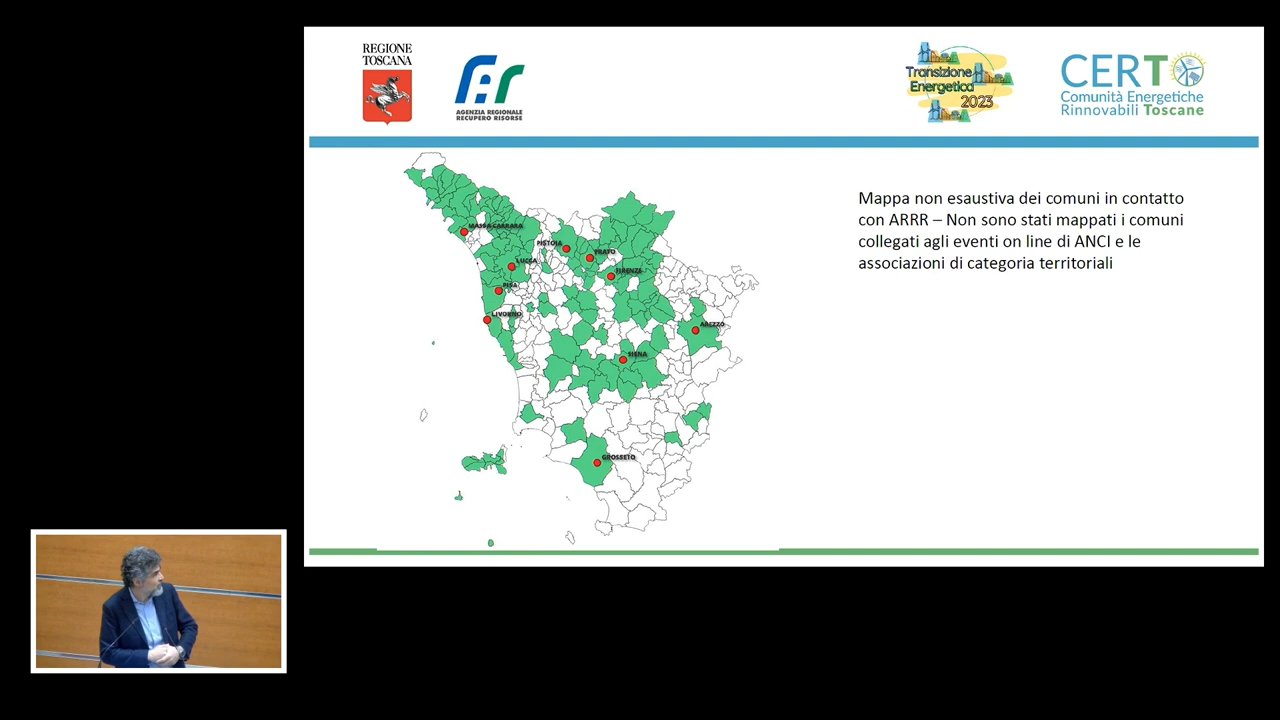 REGIONE
TOSCANA
AGENZIA REGIONALE
RECUPERO RISORSE
Transizione
Energetica
2023
CERT
Comunità Energetiche
Rinnovabili Toscane
Mappa non esaustiva dei comuni in contatto
con ARRR – Non sono stati mappati i comuni
collegati agli eventi on line di ANCI e le
associazioni di categoria territoriali
MASSA-CARRARA
PISTOIA
PRATO
LUCCA
FIRENZE
PISA
LIVORNO
AREZZO
SIENA
GROSSETO